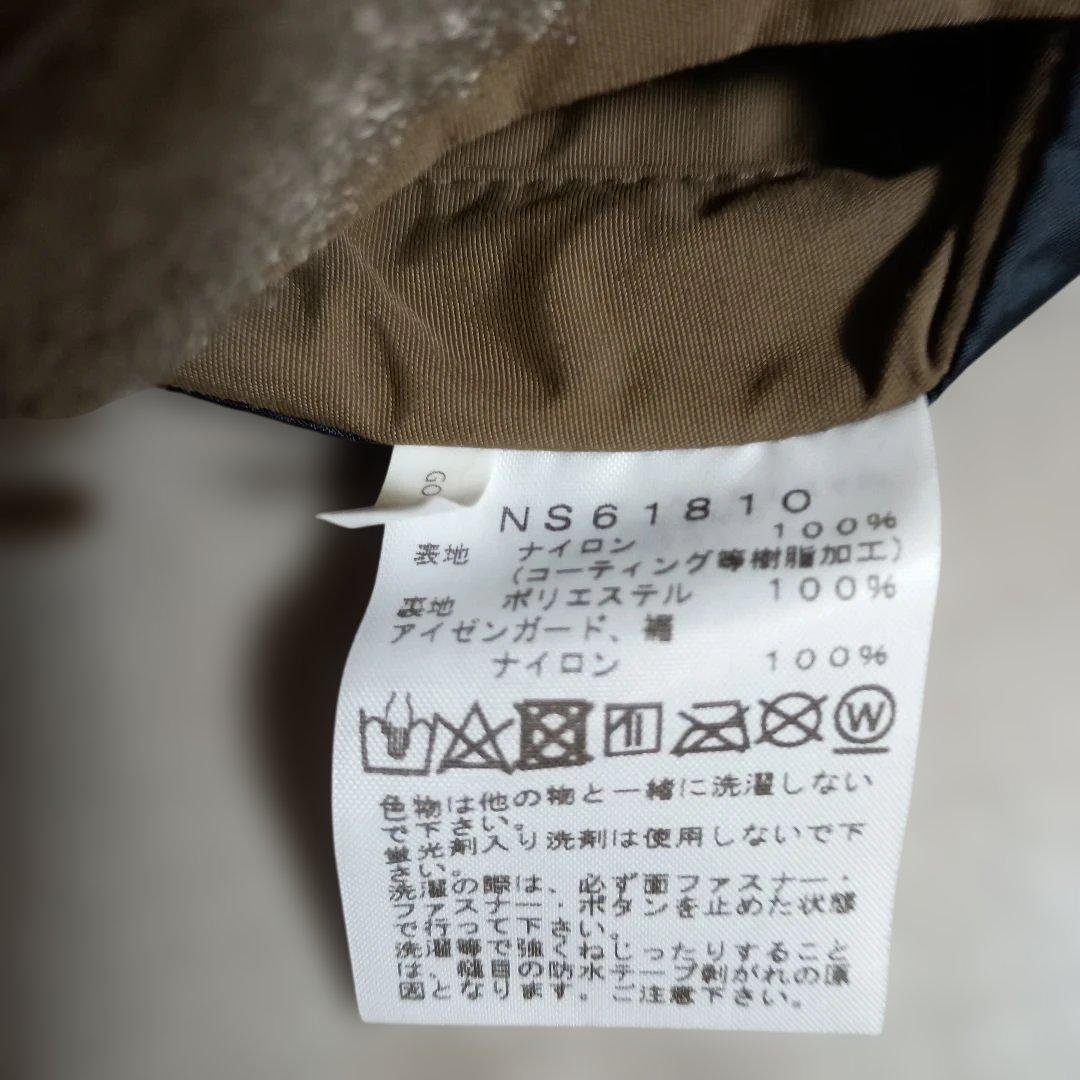 GO
NS61810
表地 ナイロン 100%
(コーティング等樹脂加工)
裏地 ポリエステル 100%
アイゼンガード、裾
ナイロン 100%
W
色物は他の物と一緒に洗濯しない
で下さい。
蛍光剤入り洗剤は使用しないで下
さい。
洗濯の際は、必ず面ファスナー・
ファスナー・ボタンを止めた状態
で行って下さい。
洗濯等で強くねじったりすること
は、縫目の防水テープ剥がれの原
因となります。ご注意下さい。